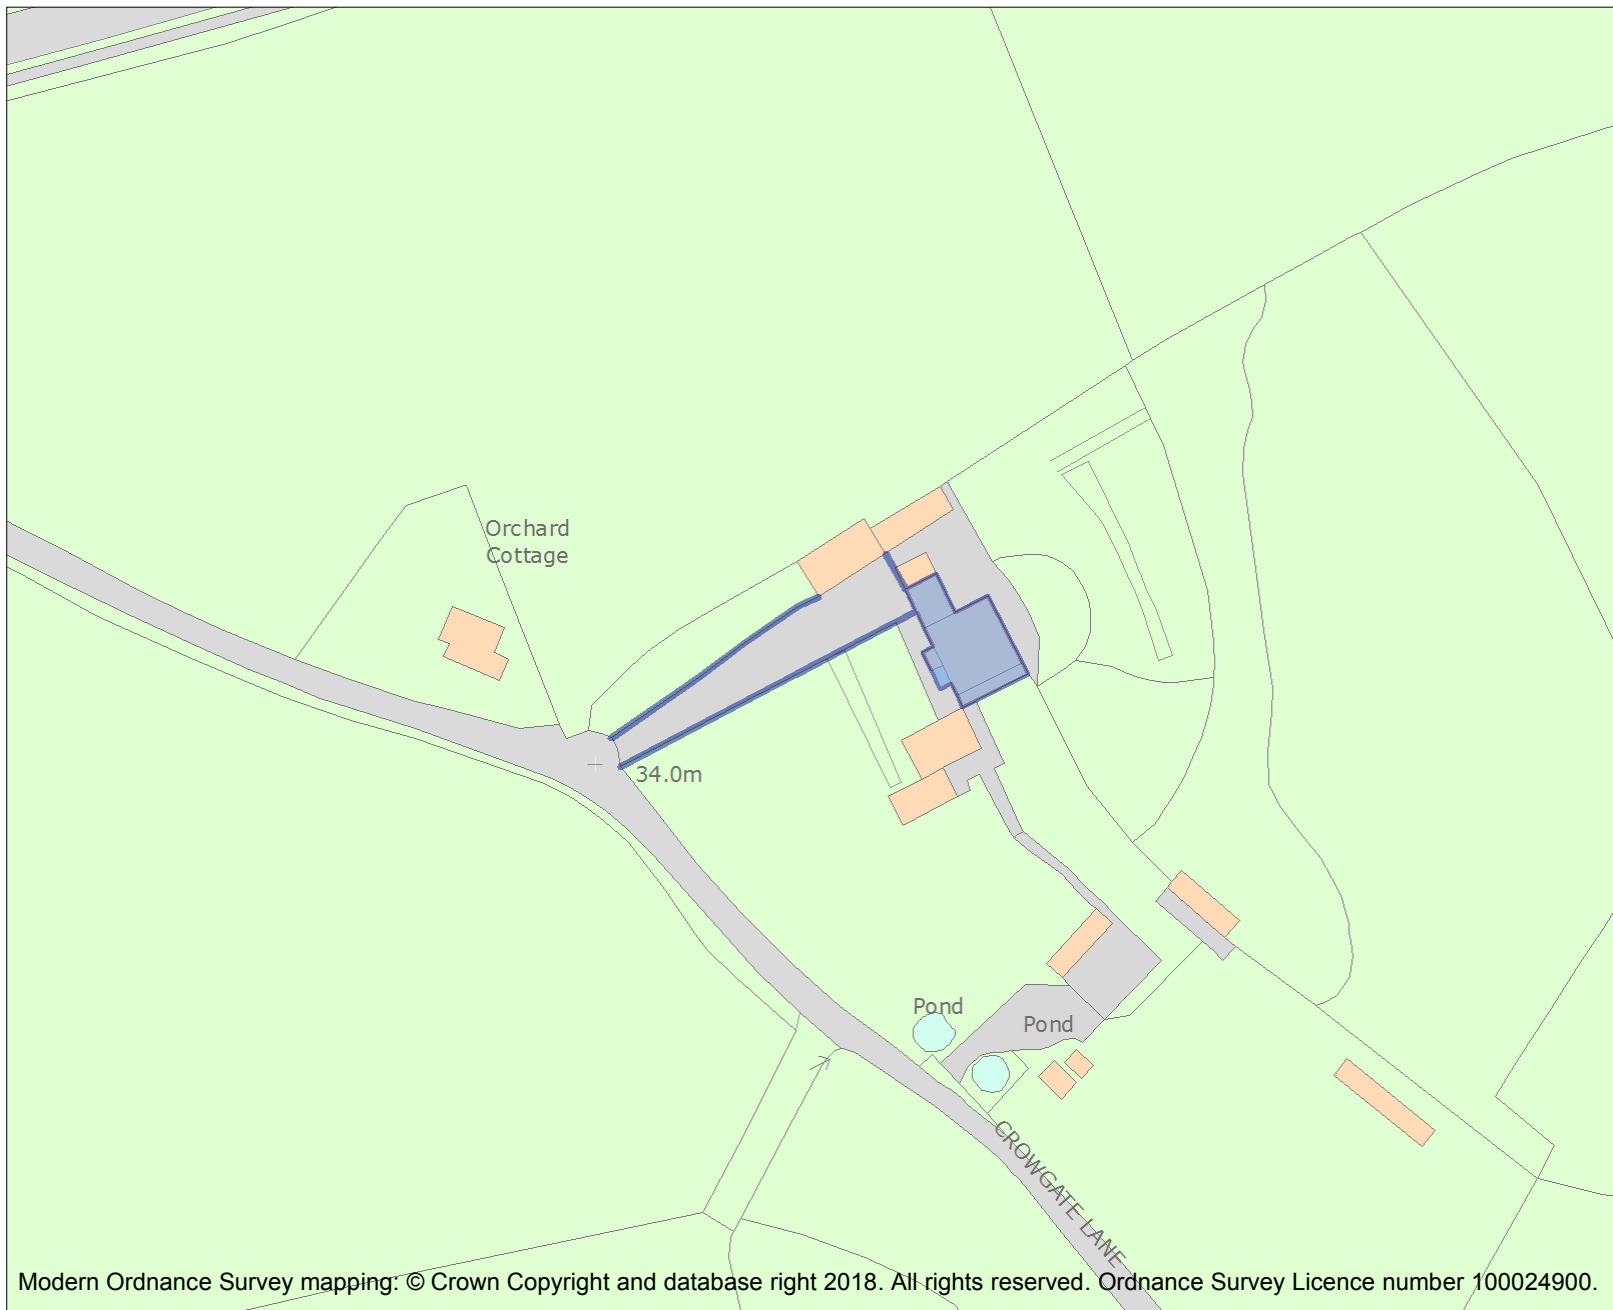 Orchard
Cottage
34.0m
Pond
Pond
CROWGATE LANE
Modern Ordnance Survey mapping: © Crown Copyright and database right 2018. All rights reserved. Ordnance Survey Licence number 100024900.